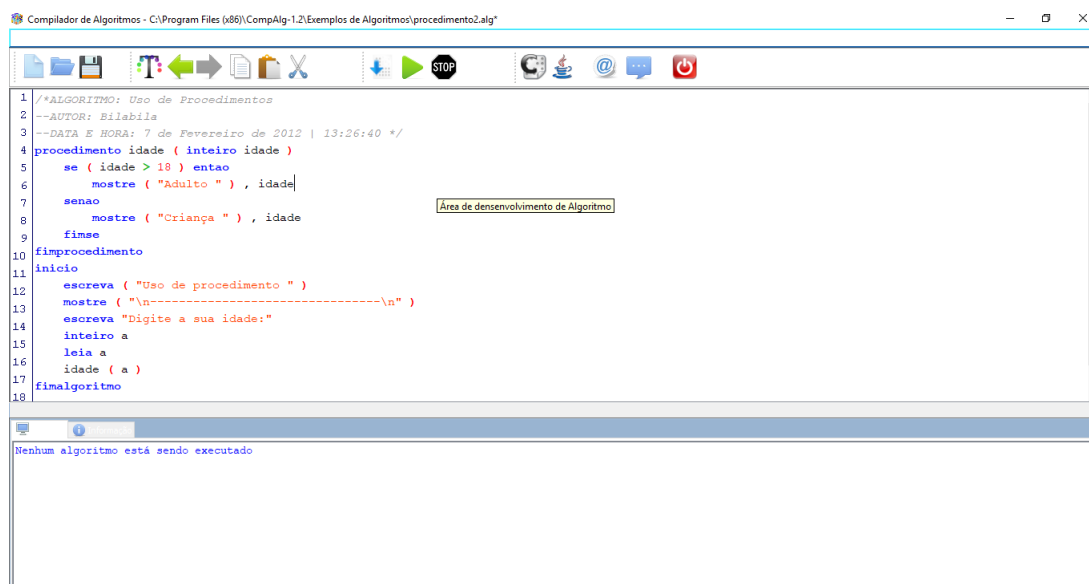 Compilador de Algoritmos - C:\Program Files (x86)\CompAlg-1.2\Exemplos de Algoritmos\procedimento2.alg*
STOP
1 /*ALGORITMO: Uso de Procedimentos
2 --AUTOR: Bilabila
3 --DATA E HORA: 7 de Fevereiro de 2012 | 13:26:40 */
4 procedimento idade ( inteiro idade )
5 se ( idade > 18 ) entao
6 mostre ( "Adulto " ) , idade
7 senao
Área de densenvolvimento de Algoritmo
8 mostre ( "Criança " ) , idade
9 fimse
10 fimprocedimento
11 inicio
12 escreva ( "Uso de procedimento " )
13 mostre ( "\n--------------------------------\n" )
14 escreva "Digite a sua idade:"
15 inteiro a
16 leia a
17 idade ( a )
18 fimalgoritmo
Nenhum algoritmo está sendo executado